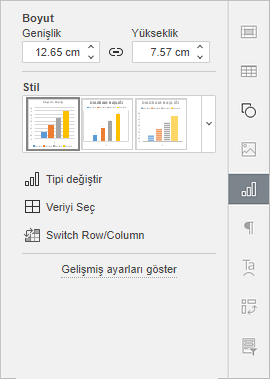 Boyut
Genişlik Yükseklik
12.65 cm 7.57 cm
Stil
Tipi değiştir
Veriyi Seç
Switch Row/Column
Gelişmiş ayarları göster